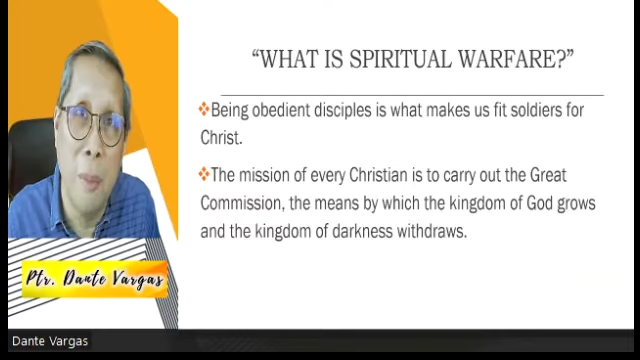 “WHAT IS SPIRITUAL WARFARE?”
❖Being obedient disciples is what makes us fit soldiers for
Christ.
❖The mission of every Christian is to carry out the Great
Commission, the means by which the kingdom of God grows
and the kingdom of darkness withdraws.
Ptr. Dante Vargas
Dante Vargas